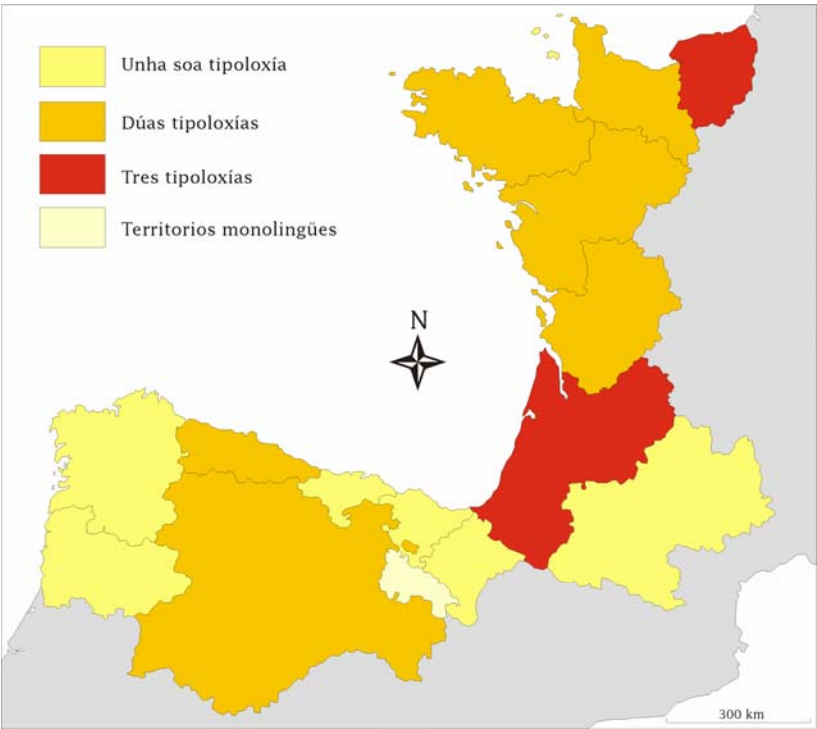 Unha soa tipoloxía
Dúas tipoloxías
Tres tipoloxías
Territorios monolingües
N
300 km